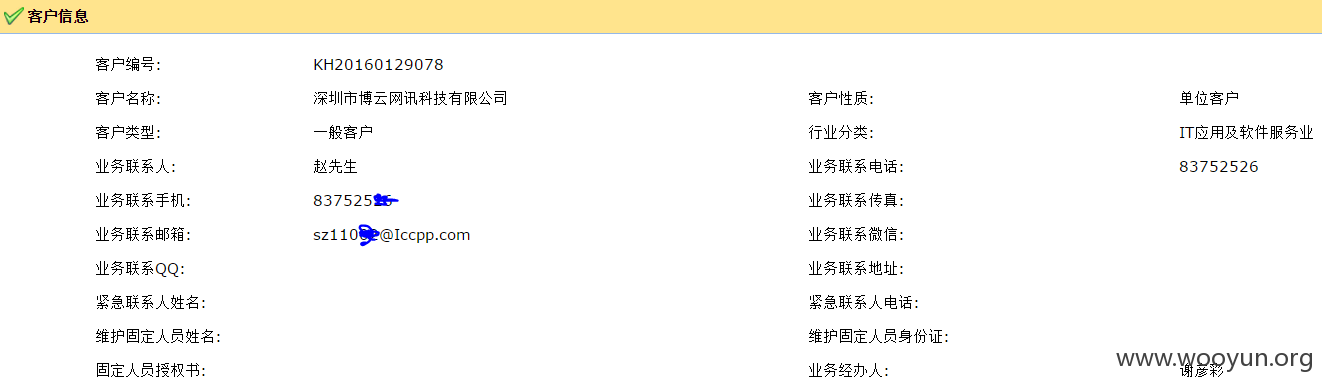 客户信息
客户编号: KH20160129078
客户名称: 深圳市博云网讯科技有限公司 客户性质: 单位客户
客户类型: 一般客户 行业分类: IT应用及软件服务业
业务联系人: 赵先生 业务联系电话: 83752526
业务联系手机: 83752 业务联系传真:
业务联系邮箱: sz110 @Iccpp.com 业务联系微信:
业务联系QQ: 业务联系地址:
紧急联系人姓名: 紧急联系人电话:
维护固定人员姓名: 维护固定人员身份证:
固定人员授权书: 业务经办人: 谢彦彩
www.wooyun.org